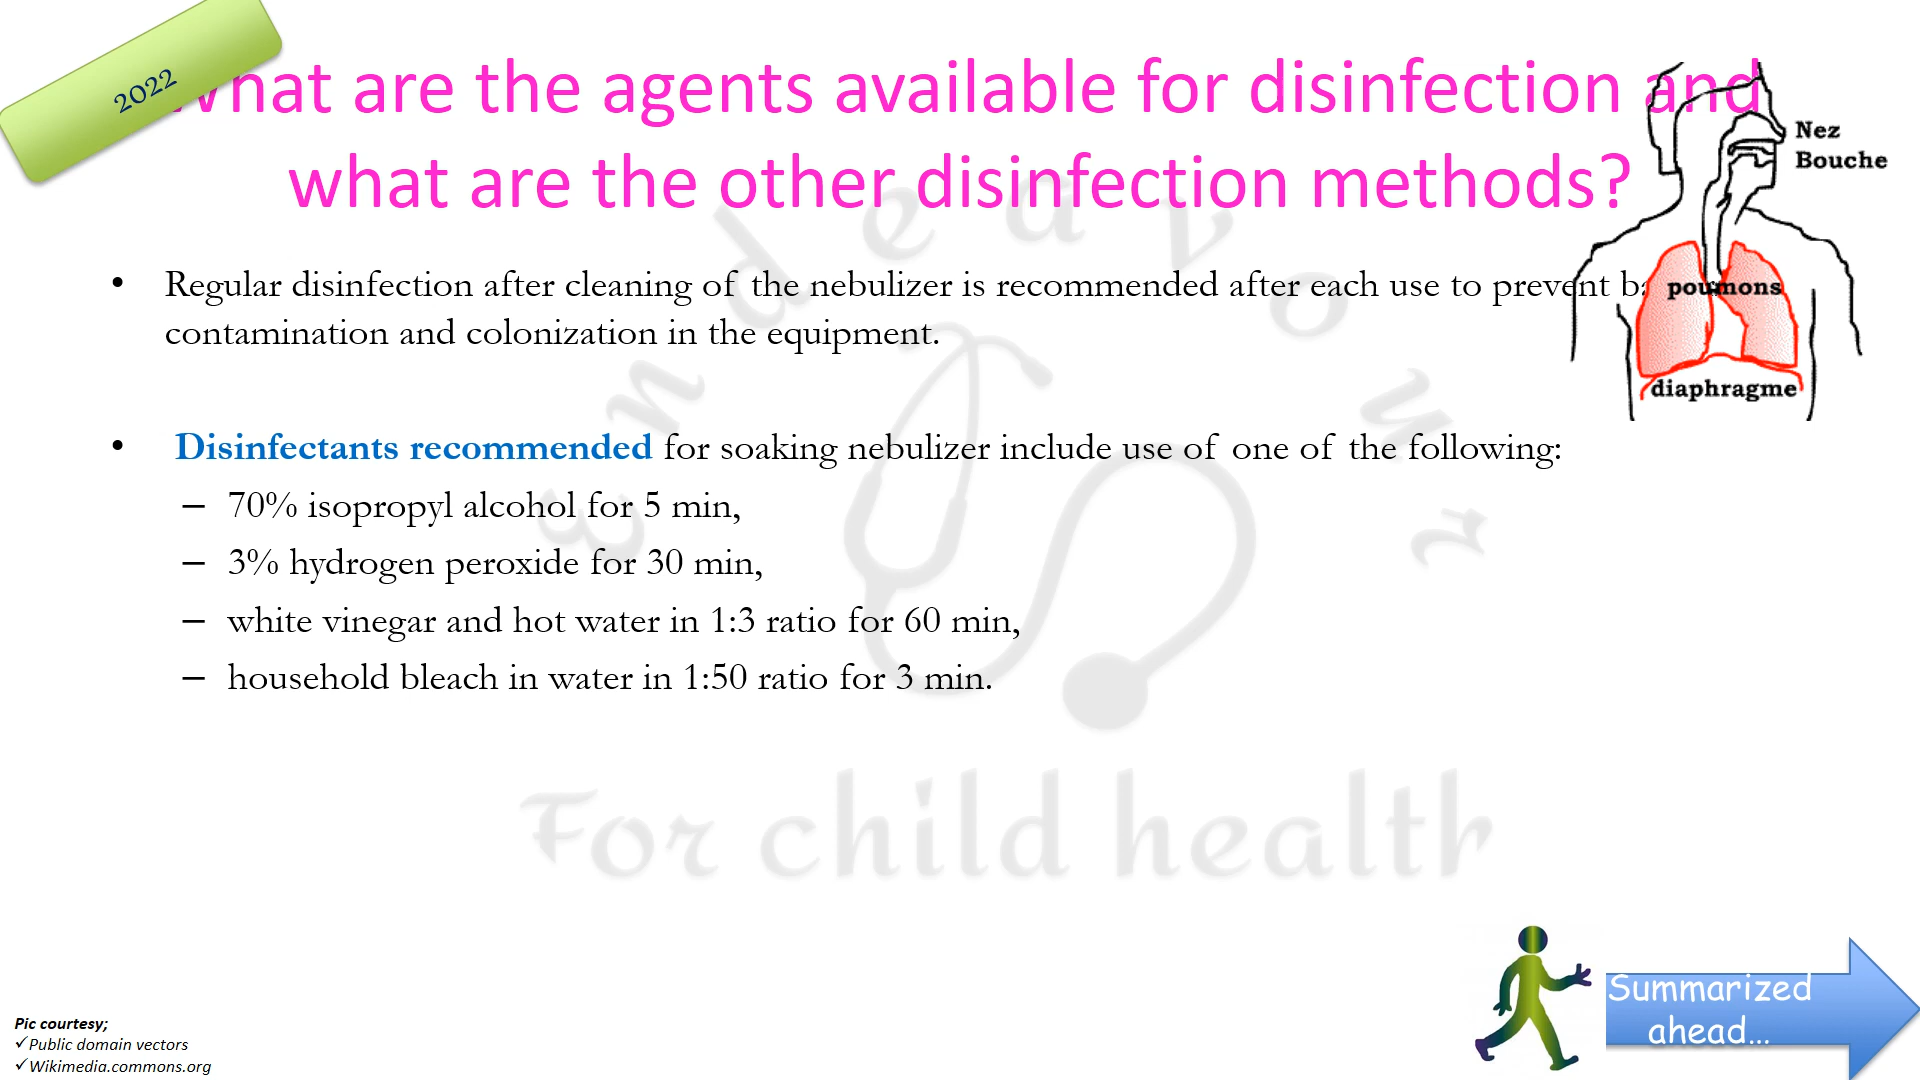 2022
What are the agents available for disinfection and
what are the other disinfection methods?
Nez
Bouche
poumons
diaphragme
• Regular disinfection after cleaning of the nebulizer is recommended after each use to prevent
contamination and colonization in the equipment.
• Disinfectants recommended for soaking nebulizer include use of one of the following:
– 70% isopropyl alcohol for 5 min,
– 3% hydrogen peroxide for 30 min,
– white vinegar and hot water in 1:3 ratio for 60 min,
– household bleach in water in 1:50 ratio for 3 min.
Endeavour
For child health
Summarized
ahead...
Pic courtesy;
✓Public domain vectors
✓Wikimedia.commons.org